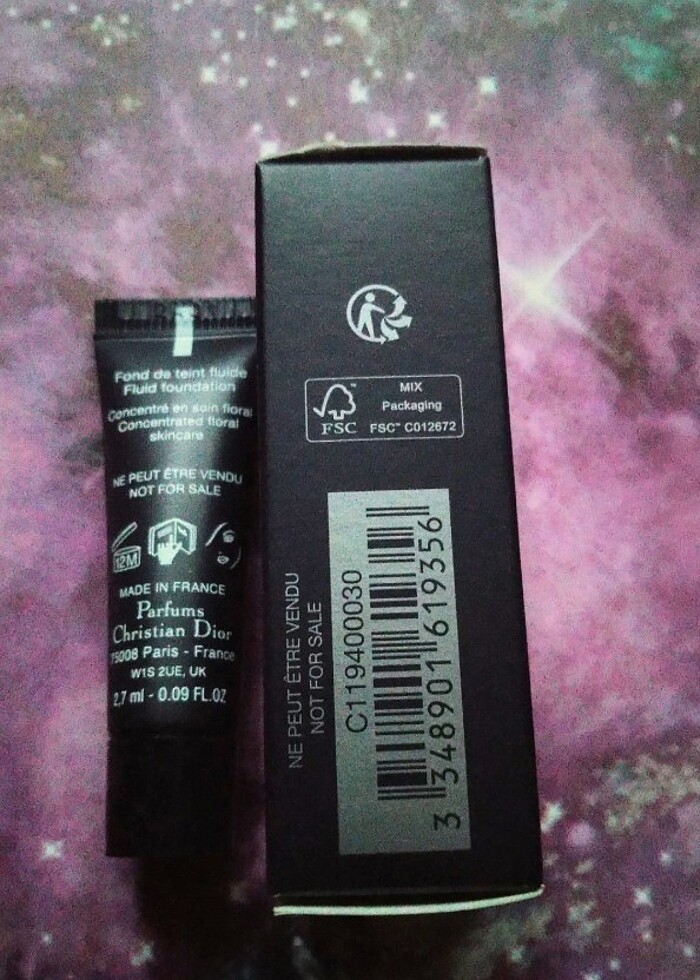 Fond de teint fluide
Fluid foundation
Concentré en soin floral
Concentrated floral
skincare
NE PEUT ÊTRE VENDU
NOT FOR SALE
12M
MADE IN FRANCE
Parfums
Christian Dior
75008 Paris - France
W1S 2UE, UK
2,7 ml - 0.09 FL.OZ
MIX
Packaging
FSC™ C012672
FSC
NE PEUT ÊTRE VENDU
NOT FOR SALE
C119400030
3 348901 619356